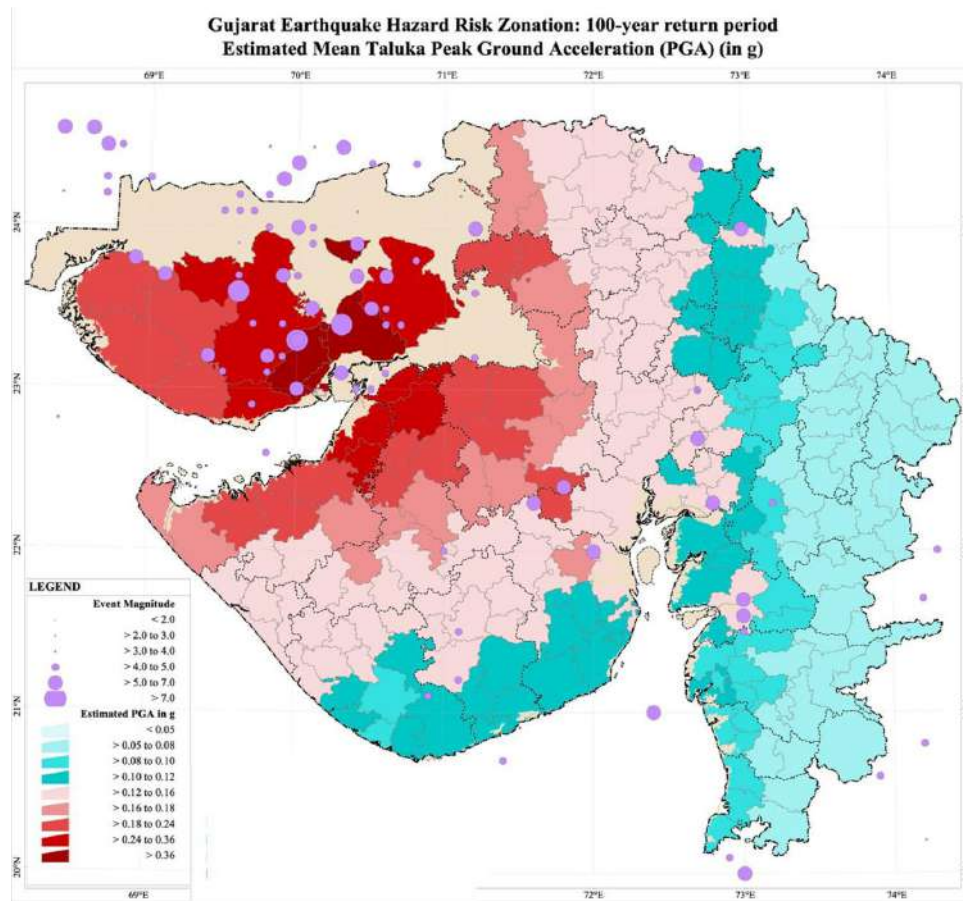 Gujarat Earthquake Hazard Risk Zonation: 100-year return period
Estimated Mean Taluka Peak Ground Acceleration (PGA) (in g)
69°E 70°E 71°E 72°E 73°E 74°E
24°N 24°N
23°N 23°N
22°N 22°N
21°N 21°N
20°N 20°N
LEGEND
Event Magnitude
< 2.0
> 2.0 to 3.0
> 3.0 to 4.0
> 4.0 to 5.0
> 5.0 to 7.0
> 7.0
Estimated PGA in g
< 0.05
> 0.05 to 0.08
> 0.08 to 0.10
> 0.10 to 0.12
> 0.12 to 0.16
> 0.16 to 0.18
> 0.18 to 0.24
> 0.24 to 0.36
> 0.36
69°E 72°E 73°E 74°E